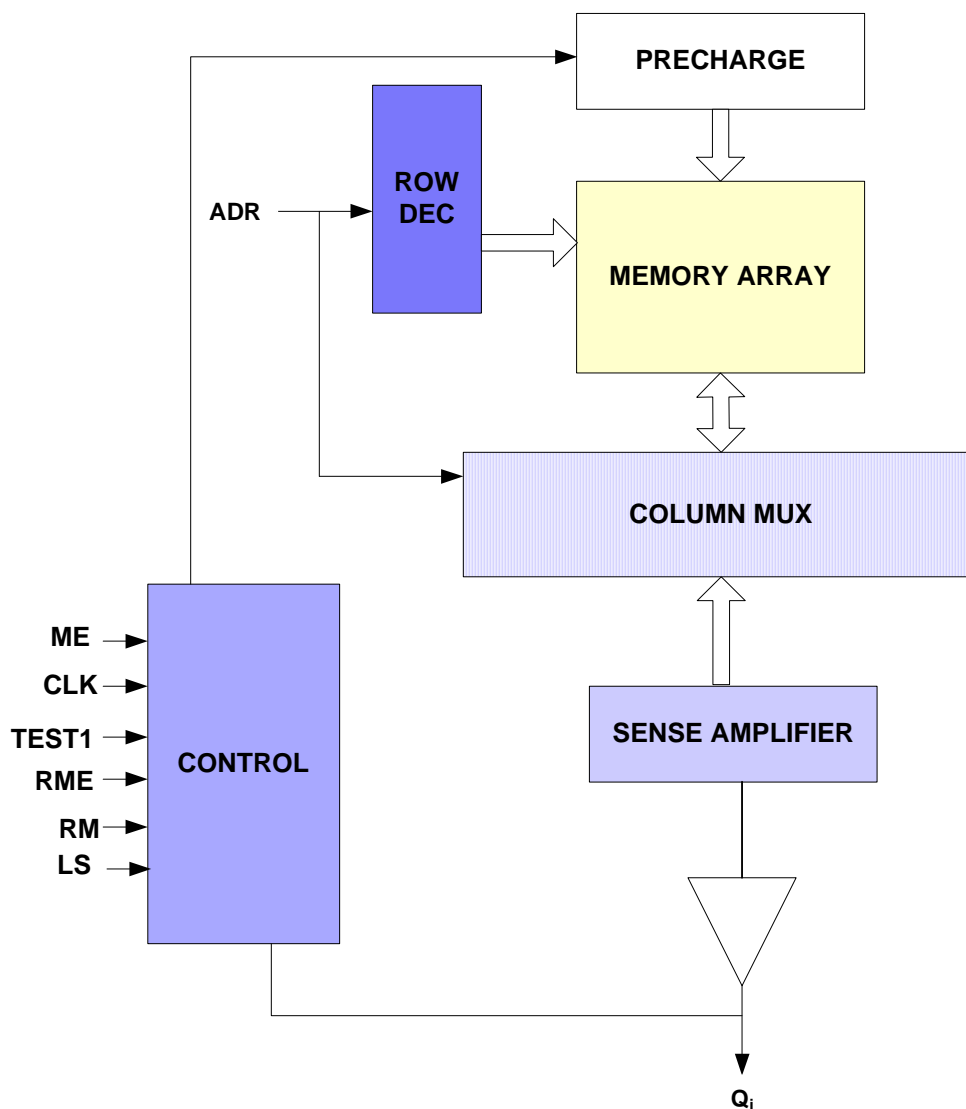 PRECHARGE
ROW
DEC
ADR
MEMORY ARRAY
COLUMN MUX
ME
CLK
TEST1
RME
RM
LS
CONTROL
SENSE AMPLIFIER
Qi